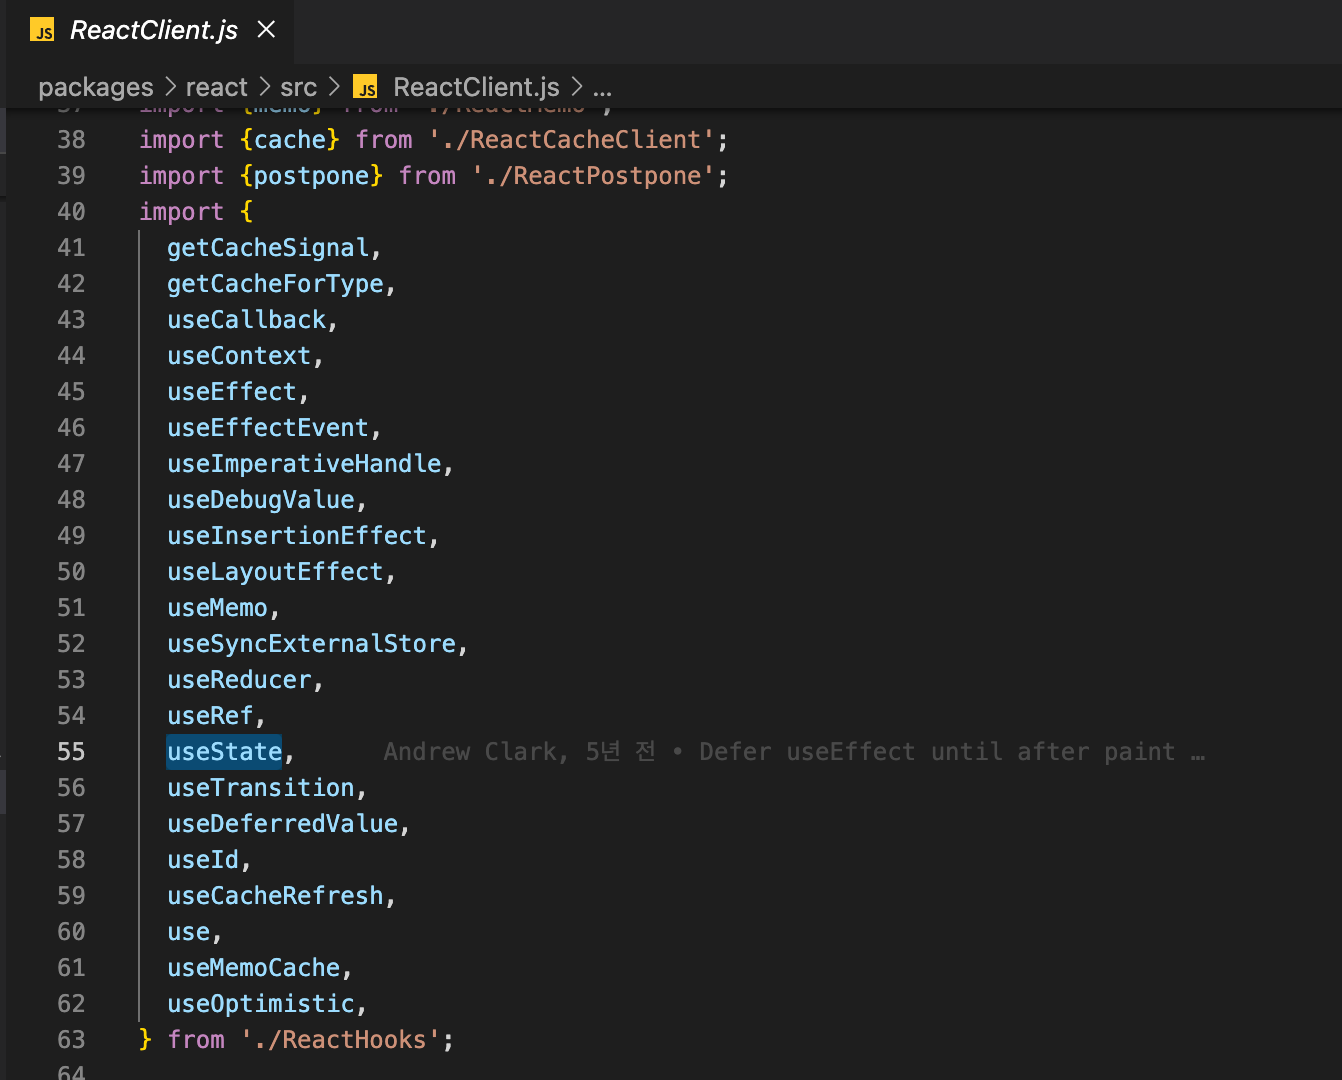 JS ReactClient.js ×
packages > react > src > JS ReactClient.js > ...
37 import {memo} from './ReactMemo';
38 import {cache} from './ReactCacheClient';
39 import {postpone} from './ReactPostpone';
40 import {
41 getCacheSignal,
42 getCacheForType,
43 useCallback,
44 useContext,
45 useEffect,
46 useEffectEvent,
47 useImperativeHandle,
48 useDebugValue,
49 useInsertionEffect,
50 useLayoutEffect,
51 useMemo,
52 useSyncExternalStore,
53 useReducer,
54 useRef,
55 useState, Andrew Clark, 5년 전 • Defer useEffect until after paint …
56 useTransition,
57 useDeferredValue,
58 useId,
59 useCacheRefresh,
60 use,
61 useMemoCache,
62 useOptimistic,
63 } from './ReactHooks';
64